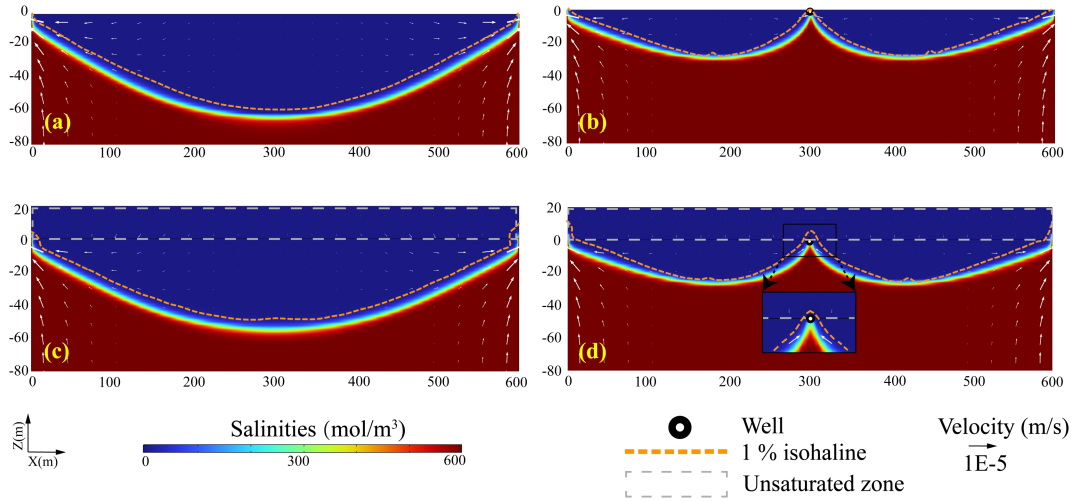 0
-20
-40
-60
-80
(a)
0 100 200 300 400 500 600
0
-20
-40
-60
-80
(b)
0 100 200 300 400 500 600
20
0
-20
-40
-60
-80
(c)
0 100 200 300 400 500 600
20
0
-20
-40
-60
-80
(d)
0 100 200 300 400 500 600
Z(m)
X(m)
Salinities (mol/m³)
0 300 600
Well
1 % isohaline
Unsaturated zone
Velocity (m/s)
1E-5